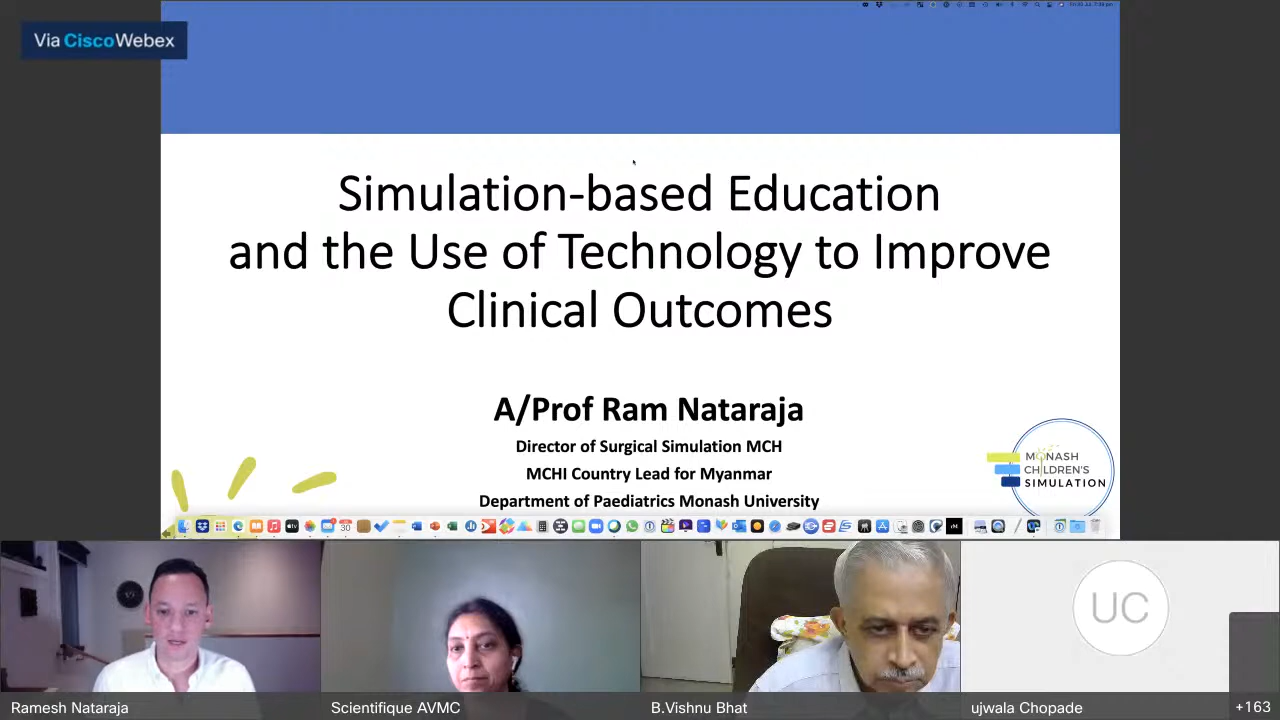 Via CiscoWebex
Simulation-based Education
and the Use of Technology to Improve
Clinical Outcomes
A/Prof Ram Nataraja
Director of Surgical Simulation MCH
MCHI Country Lead for Myanmar
Department of Paediatrics Monash University
MONASH
CHILDREN'S
SIMULATION
30
UC
Ramesh Nataraja
Scientifique AVMC
B.Vishnu Bhat
ujwala Chopade
+163